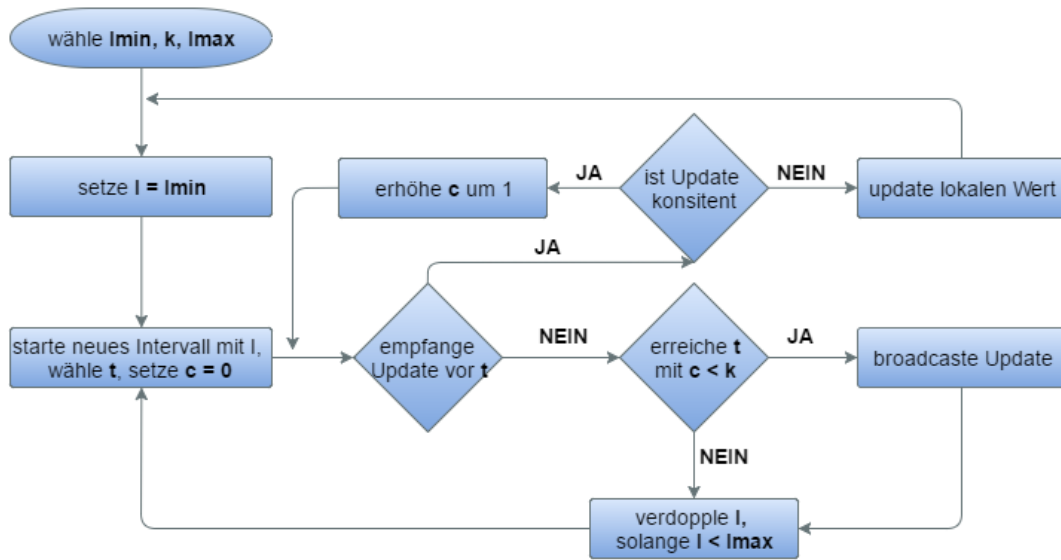 wähle Imin, k, Imax
setze I = Imin
erhöhe c um 1
JA
ist Update
konsitent
NEIN
update lokalen Wert
JA
starte neues Intervall mit I,
wähle t, setze c = 0
empfange
Update vor t
NEIN
erreiche t
mit c < k
JA
broadcaste Update
NEIN
verdopple I,
solange I < Imax